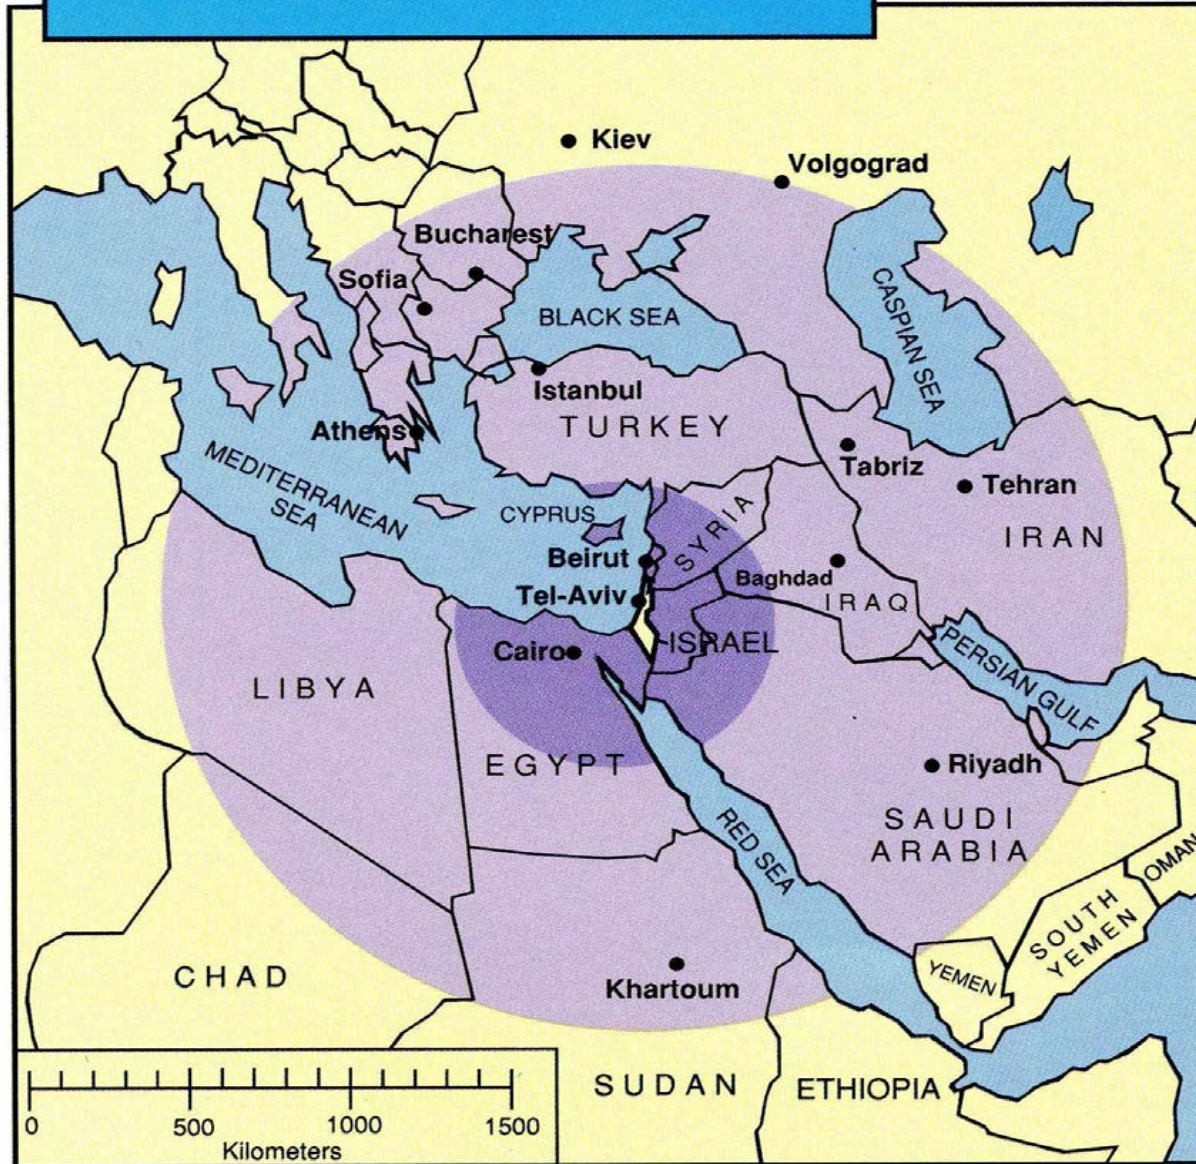 Kiev
Volgograd
Bucharest
Sofia
BLACK SEA
CASPIAN SEA
Istanbul
TURKEY
Athens
Tabriz
Tehran
MEDITERRANEAN
SEA
CYPRUS
SYRIA
IRAN
Beirut
Baghdad
Tel-Aviv
IRAQ
Cairo
ISRAEL
PERSIAN GULF
LIBYA
EGYPT
Riyadh
RED SEA
SAUDI
ARABIA
OMAN
SOUTH
YEMEN
CHAD
YEMEN
Khartoum
SUDAN
ETHIOPIA
0 500 1000 1500
Kilometers